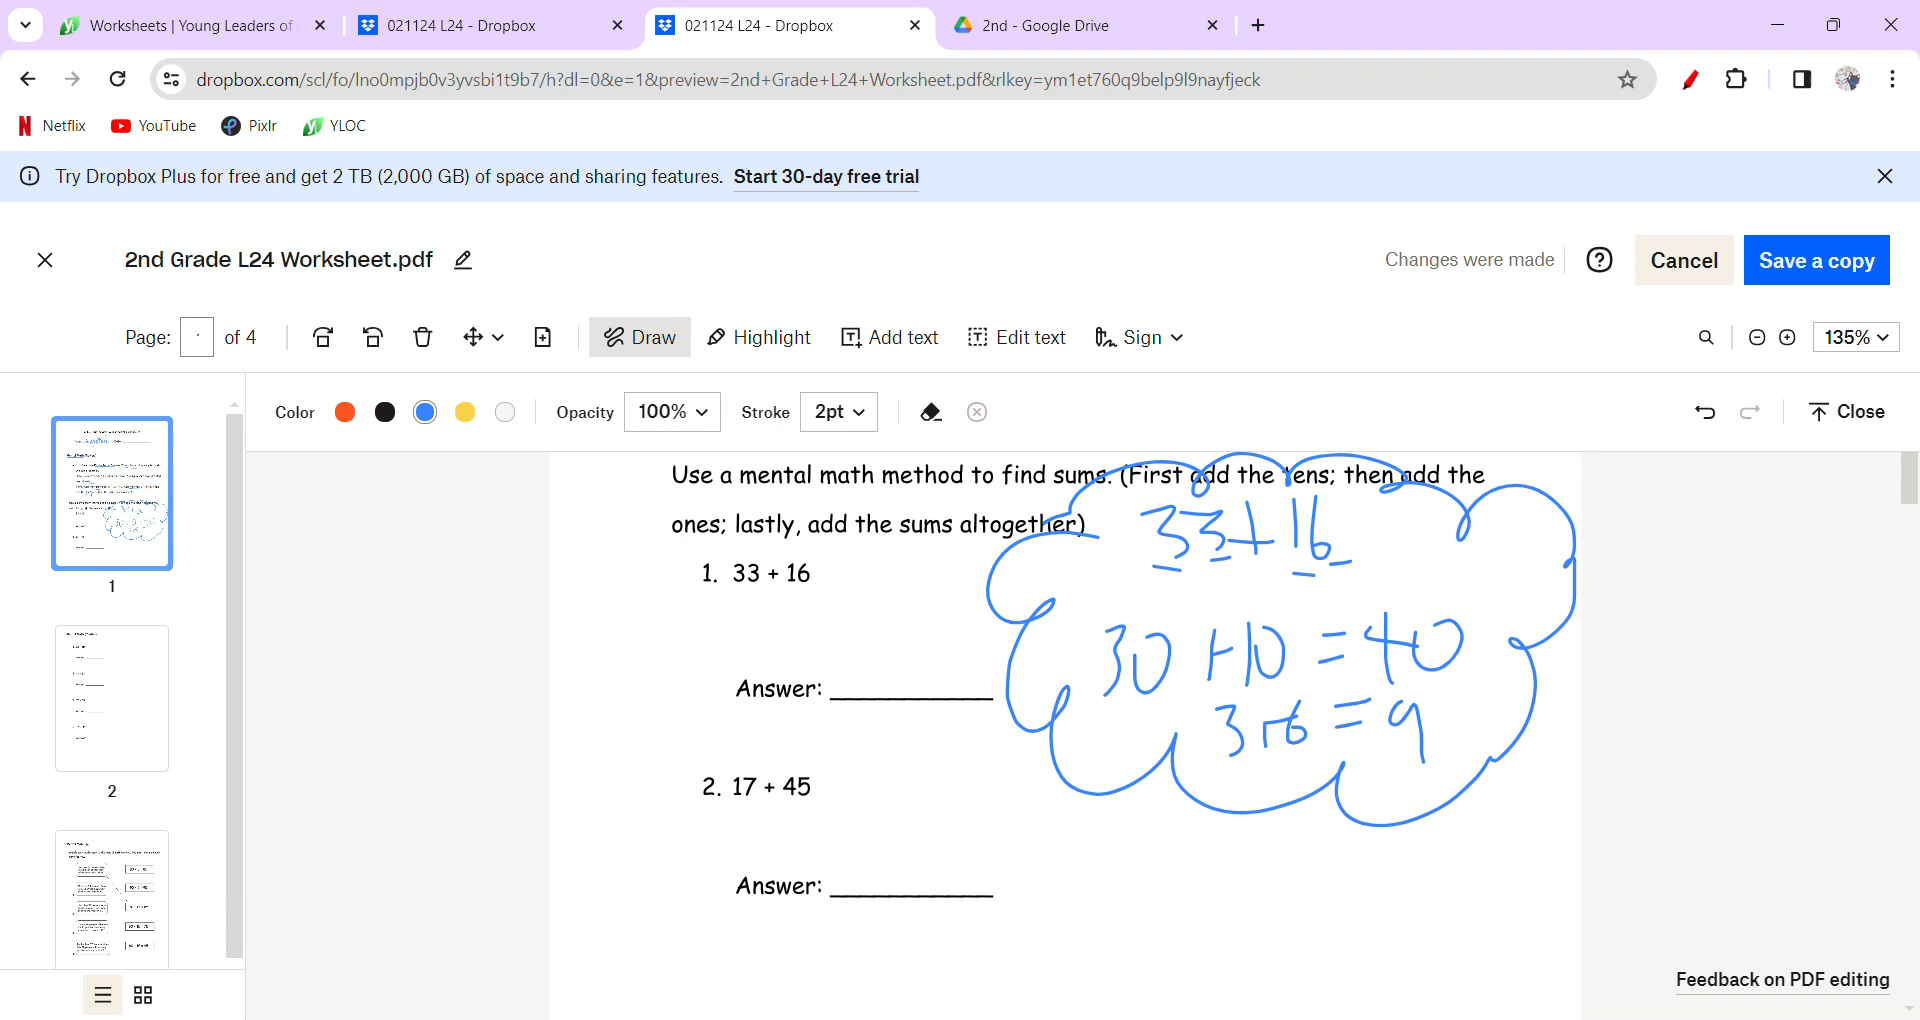 Worksheets | Young Leaders of
021124 L24 - Dropbox
021124 L24 - Dropbox
2nd - Google Drive
dropbox.com/scl/fo/lno0mpjb0v3yvsbi1t9b7/h?dl=0&e=1&preview=2nd+Grade+L24+Worksheet.pdf&rlkey=ym1et760q9belp9l9nayfjeck
Netflix
YouTube
Pixlr
YLOC
Try Dropbox Plus for free and get 2 TB (2,000 GB) of space and sharing features. Start 30-day free trial
2nd Grade L24 Worksheet.pdf
Changes were made
Cancel
Save a copy
Page:
of 4
Draw
Highlight
Add text
Edit text
Sign
135%
Color
Opacity
100%
Stroke
2pt
Close
1
2
Use a mental math method to find sums. (First add the tens; then add the
ones; lastly, add the sums altogether)
1. 33 + 16
Answer: ____________
2. 17 + 45
Answer: ____________
33+16
30+10=40
3+6=9
Feedback on PDF editing